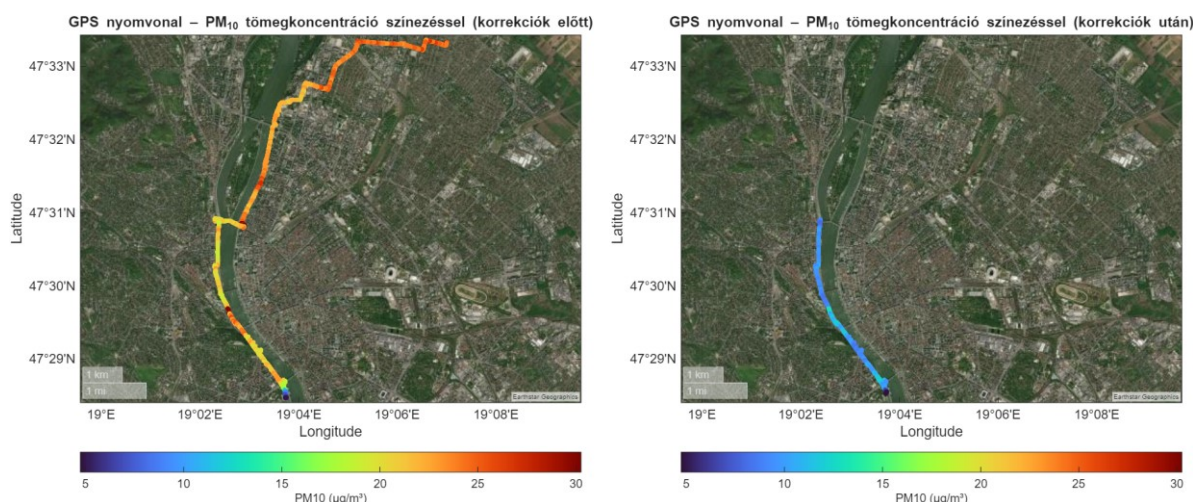 GPS nyomvonal – PM₁₀ tömegkoncentráció színezéssel (korrekciók előtt)
47°33'N
47°32'N
47°31'N
47°30'N
47°29'N
Latitude
1 km
1 mi
Earthstar Geographics
19°E
19°02'E
19°04'E
19°06'E
19°08'E
Longitude
5
10
15
20
25
30
PM10 (µg/m³)
GPS nyomvonal – PM₁₀ tömegkoncentráció színezéssel (korrekciók után)
47°33'N
47°32'N
47°31'N
47°30'N
47°29'N
Latitude
1 km
1 mi
Earthstar Geographics
19°E
19°02'E
19°04'E
19°06'E
19°08'E
Longitude
5
10
15
20
25
30
PM10 (µg/m³)